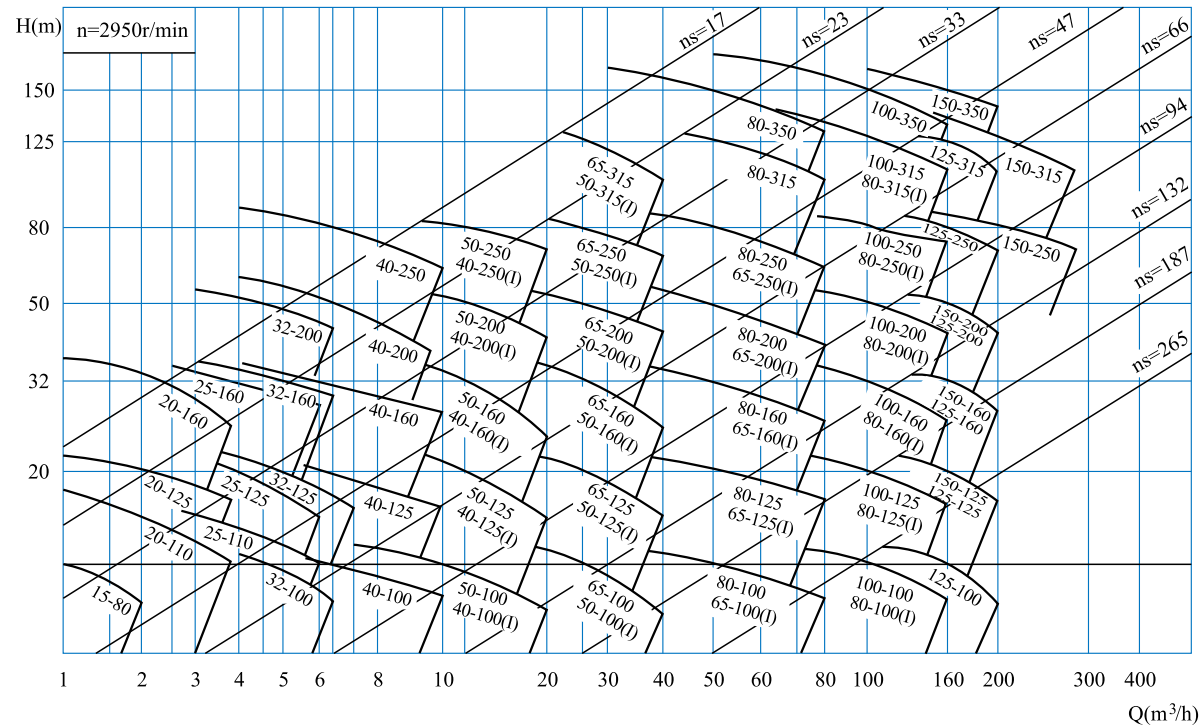 H(m)
n=2950r/min
ns=17
ns=23
ns=33
ns=47
ns=66
ns=94
ns=132
ns=187
ns=265
150
125
80
50
32
20
150-350
100-350
80-350
125-315
150-315
100-315
80-315(I)
80-315
65-315
50-315(I)
125-250
150-250
100-250
80-250(I)
80-250
65-250(I)
65-250
50-250(I)
50-250
40-250(I)
40-250
150-200
125-200
100-200
80-200(I)
80-200
65-200(I)
65-200
50-200(I)
50-200
40-200(I)
40-200
32-200
150-160
125-160
100-160
80-160(I)
80-160
65-160(I)
65-160
50-160(I)
50-160
40-160(I)
40-160
32-160
25-160
20-160
150-125
125-125
100-125
80-125(I)
80-125
65-125(I)
65-125
50-125(I)
50-125
40-125(I)
40-125
32-125
25-125
20-125
25-110
20-110
125-100
100-100
80-100(I)
80-100
65-100(I)
65-100
50-100(I)
50-100
40-100(I)
40-100
32-100
15-80
1 2 3 4 5 6 8 10 20 30 40 50 60 80 100 160 200 300 400
Q(m³/h)